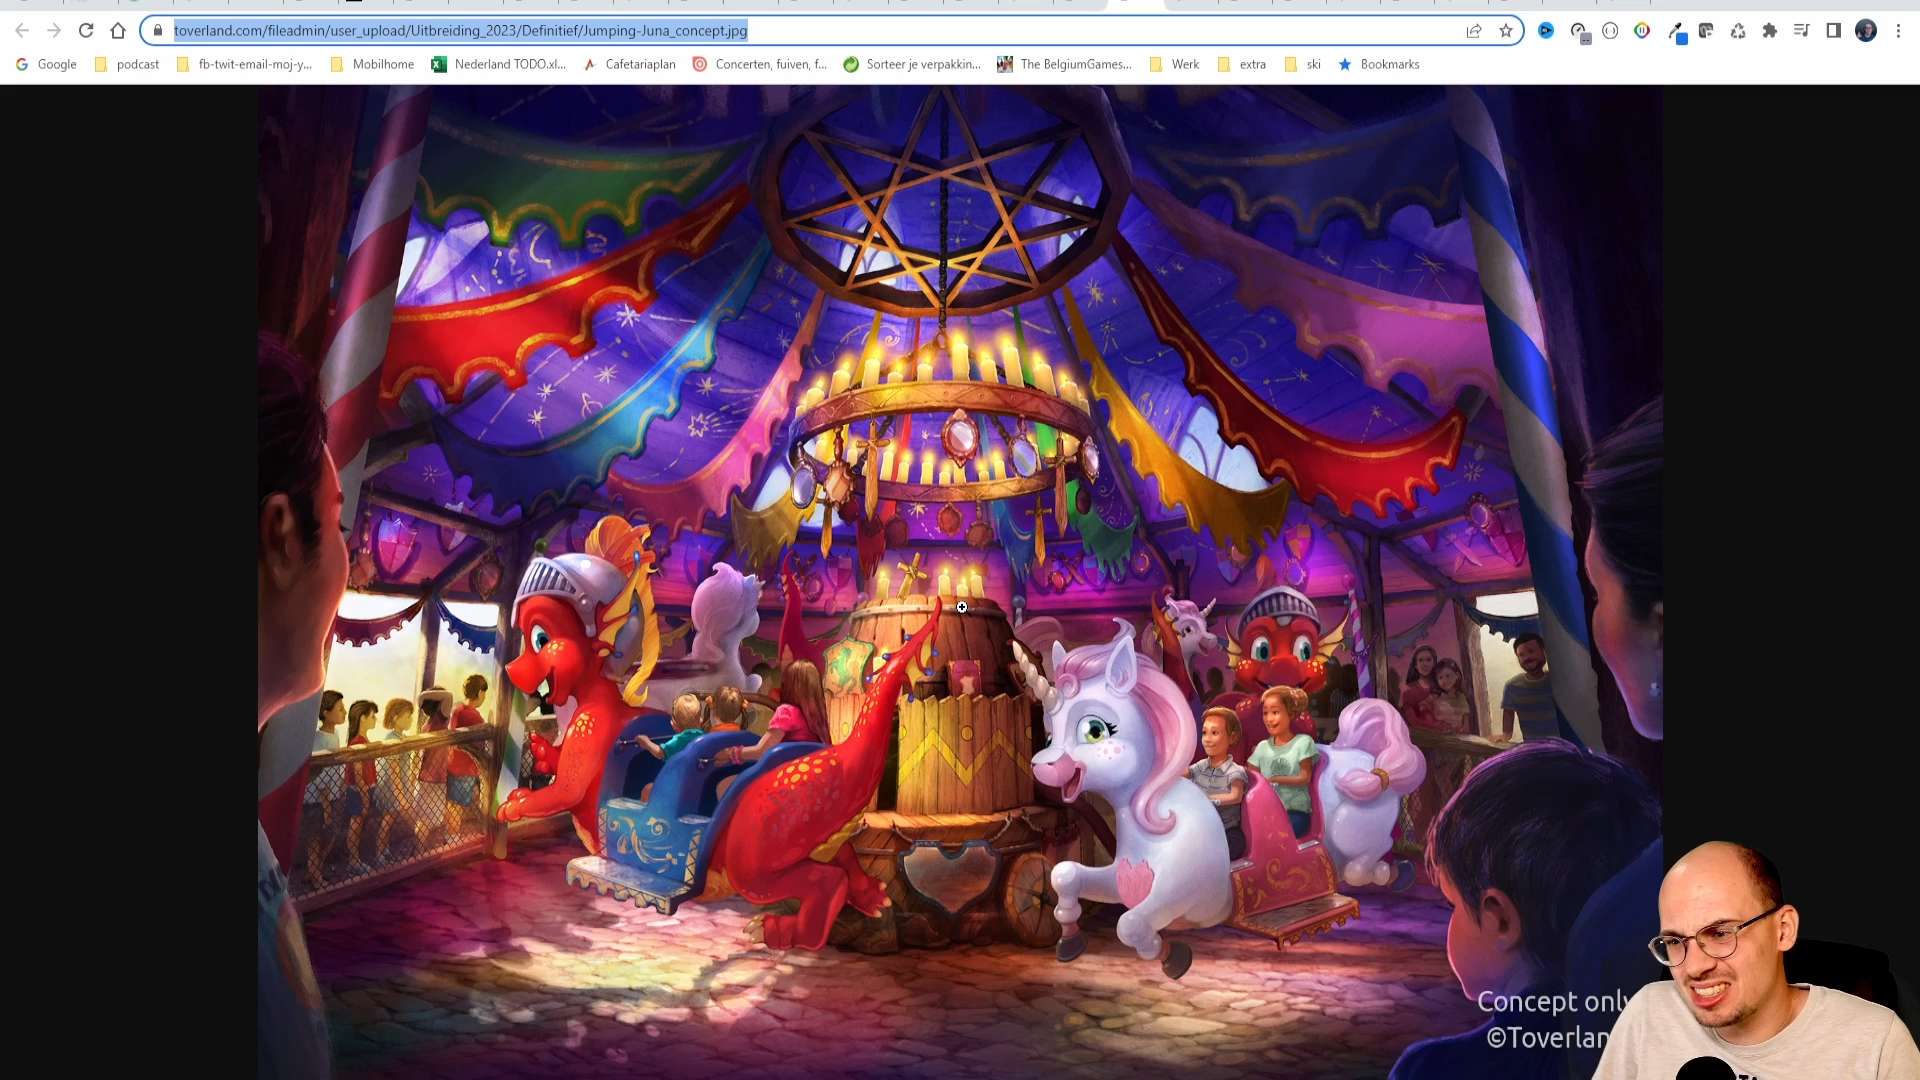 toverland.com/fileadmin/user_upload/Uitbreiding_2023/Definitief/Jumping-Juna_concept.jpg
Google podcast fb-twit-email-moj-y... Mobilhome Nederland TODO.xl... Cafetariaplan Concerten, fuiven, f... Sorteer je verpakkin... The BelgiumGames... Werk extra ski Bookmarks
Concept only
©Toverlan